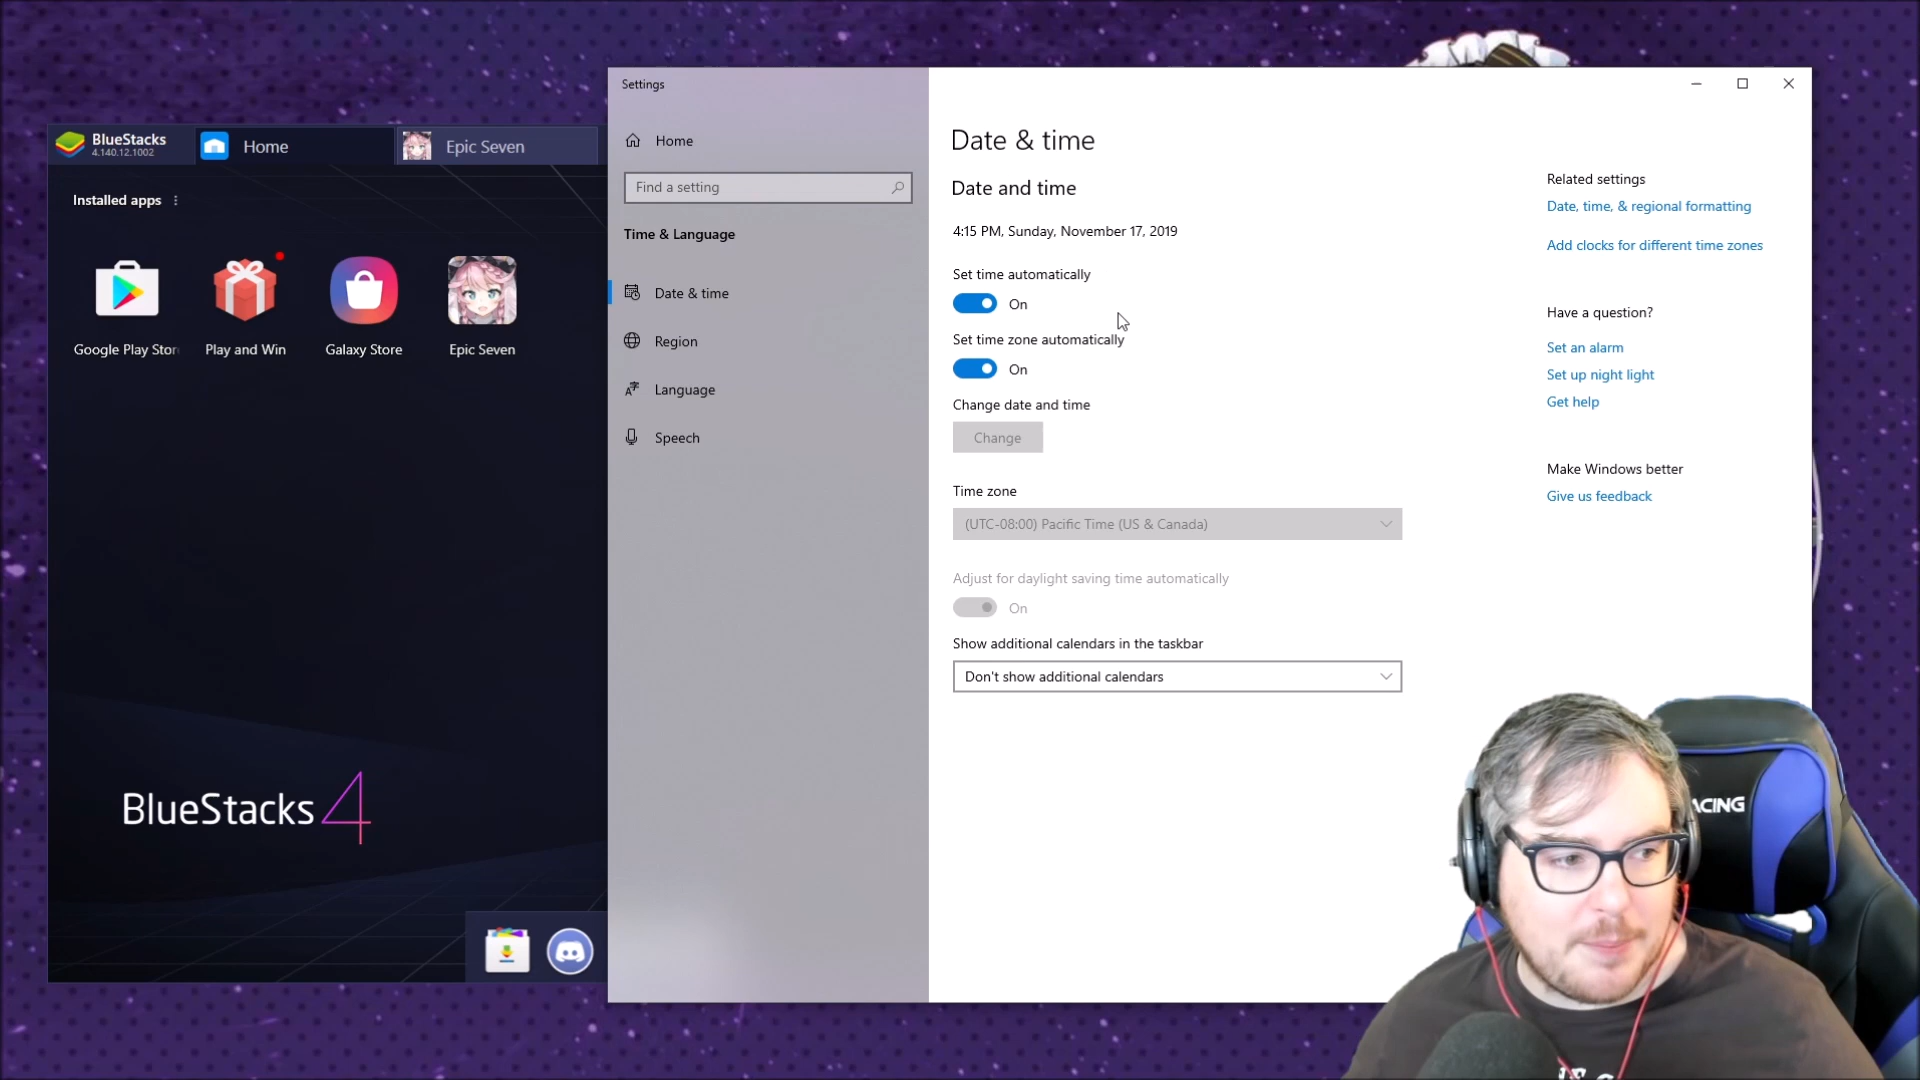 Settings
BlueStacks
4.140.12.1002
Home
Epic Seven
Installed apps
Google Play Stor
Play and Win
Galaxy Store
Epic Seven
BlueStacks 4
Home
Find a setting
Time & Language
Date & time
Region
Language
Speech
Date & time
Date and time
4:15 PM, Sunday, November 17, 2019
Set time automatically
On
Set time zone automatically
On
Change date and time
Change
Time zone
(UTC-08:00) Pacific Time (US & Canada)
Adjust for daylight saving time automatically
On
Show additional calendars in the taskbar
Don't show additional calendars
Related settings
Date, time, & regional formatting
Add clocks for different time zones
Have a question?
Set an alarm
Set up night light
Get help
Make Windows better
Give us feedback
ACING